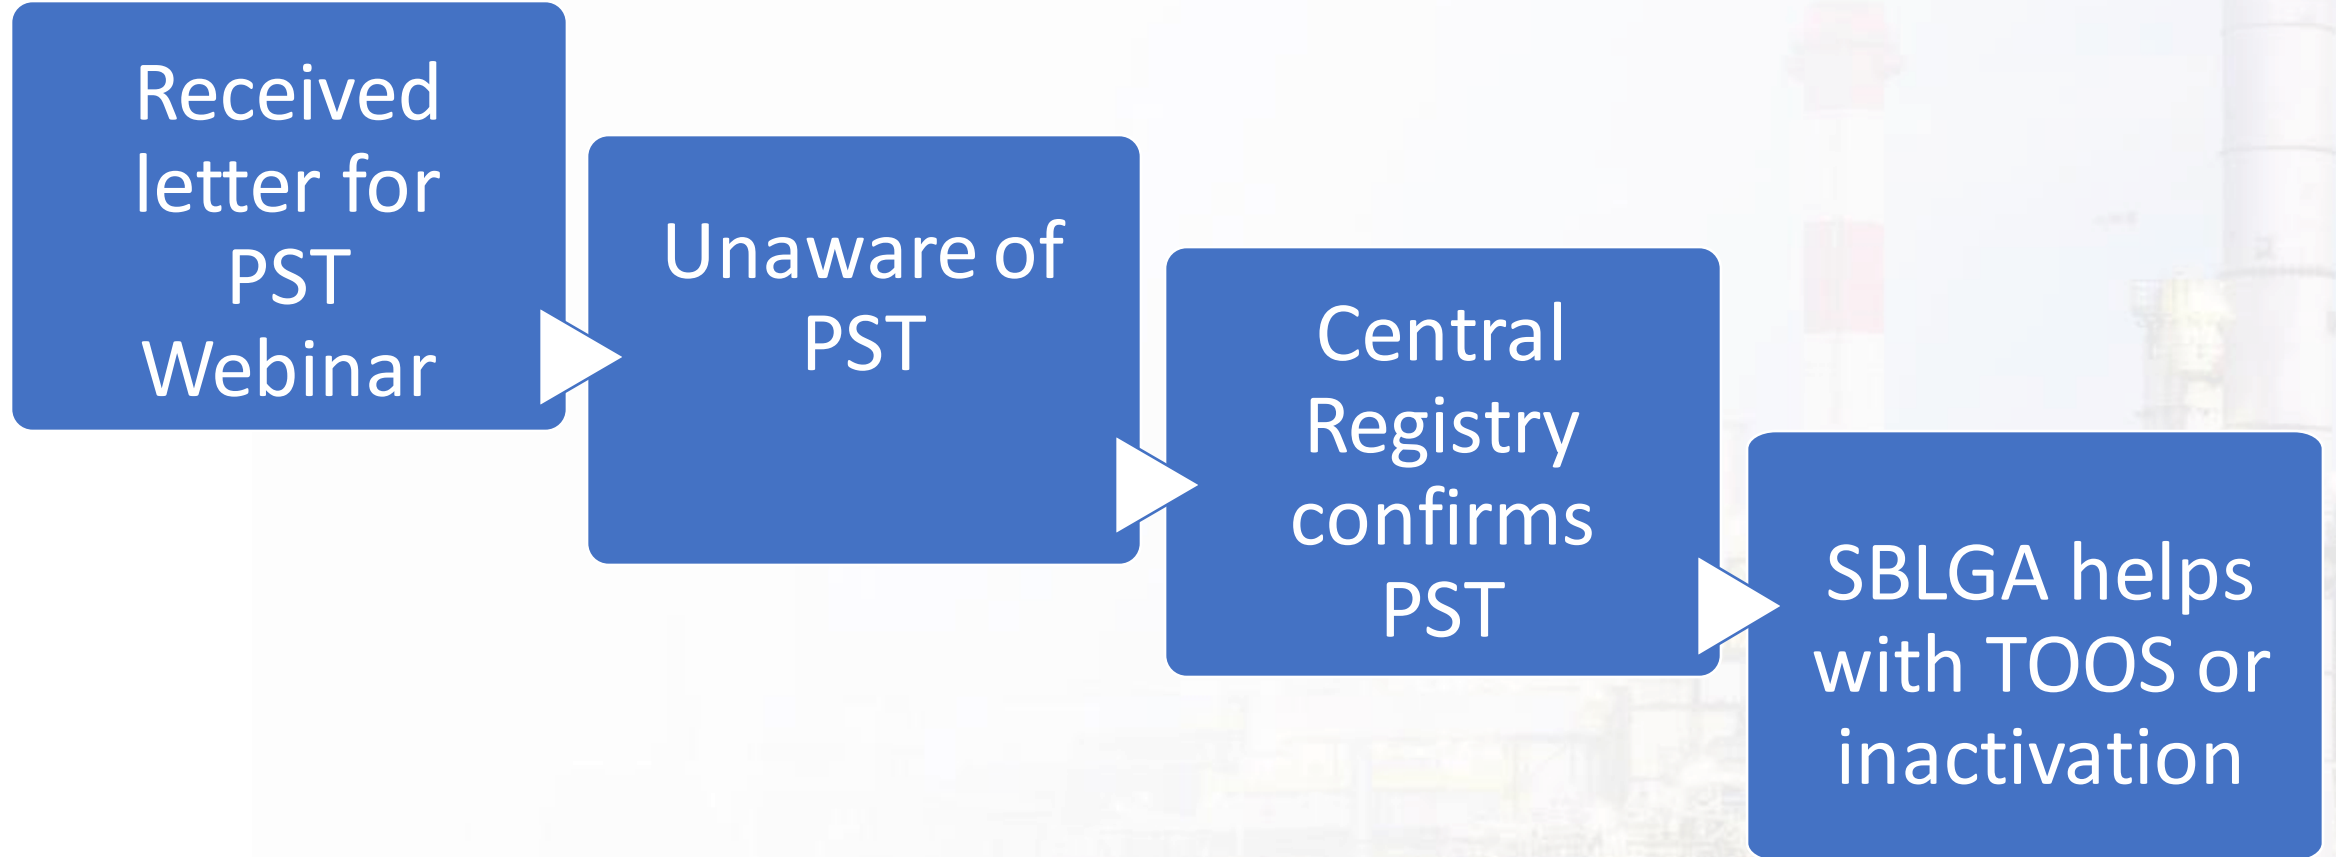 Received
letter for
PST
Webinar
Unaware of
PST
Central
Registry
confirms
PST
SBLGA helps
with TOOS or
inactivation